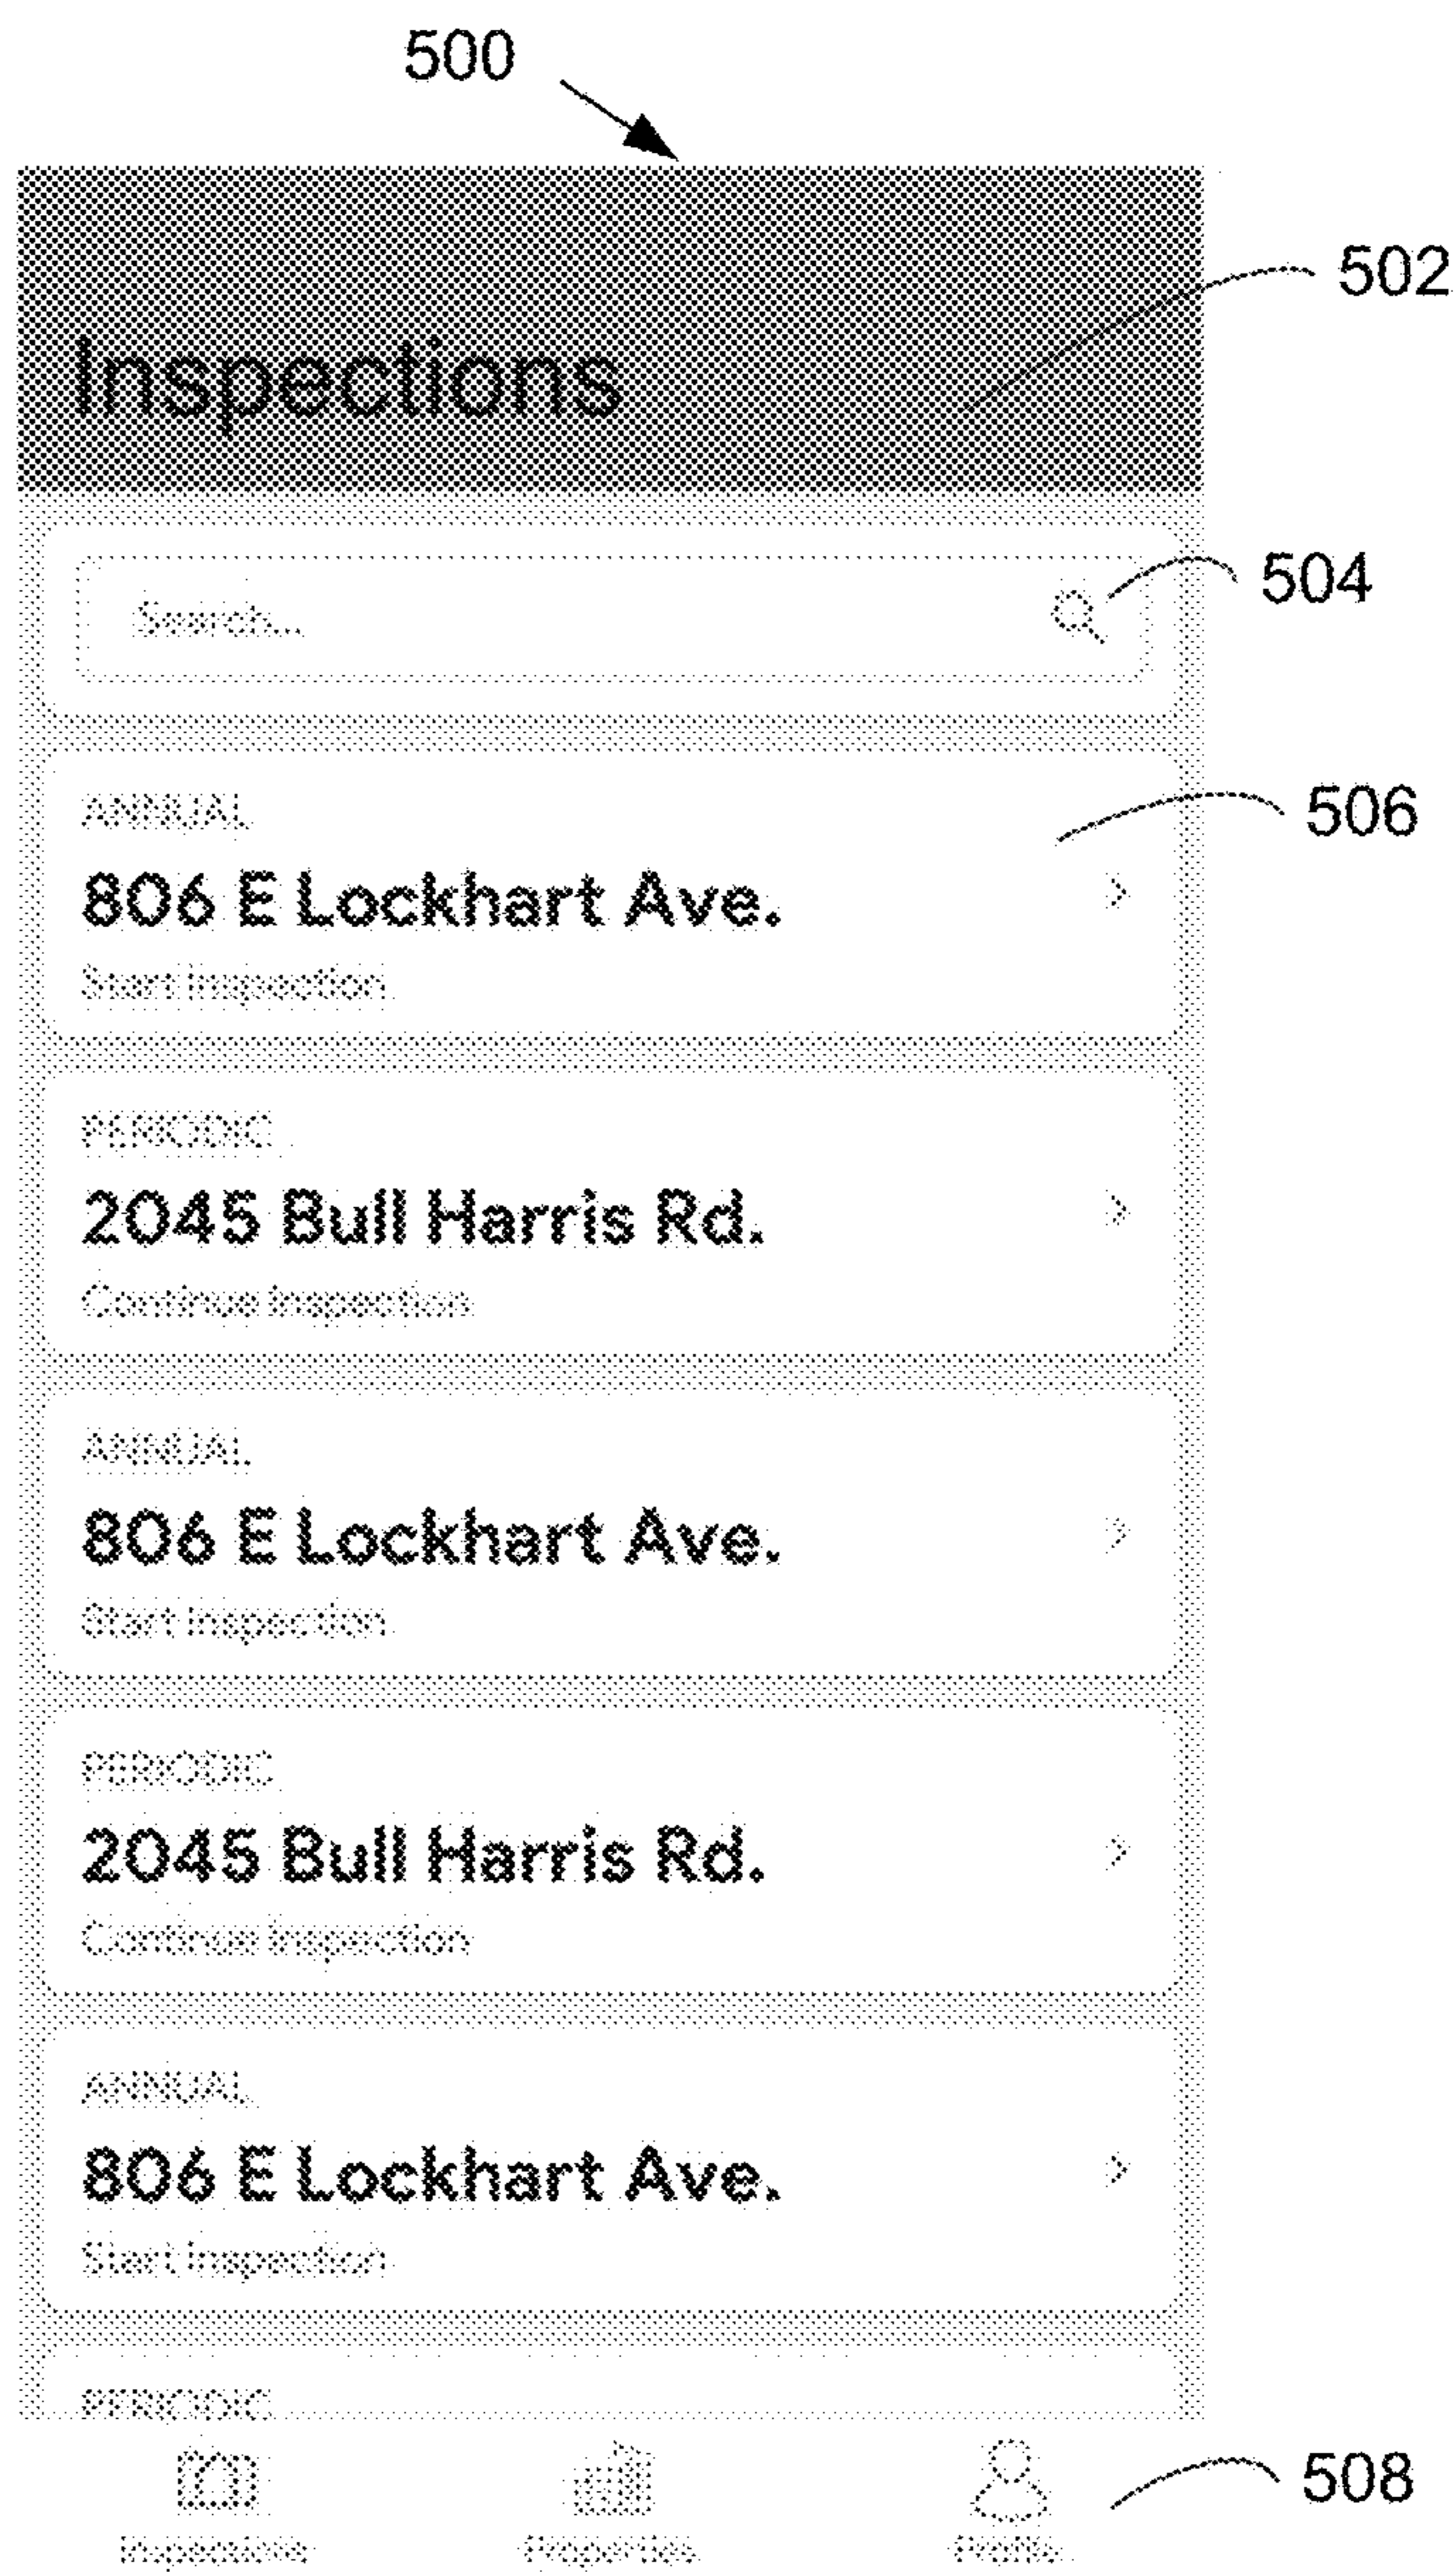 500
502
Inspections
504
Search...
506
ANNUAL
806 E Lockhart Ave.
Start Inspection
PERIODIC
2045 Bull Harris Rd.
Continue Inspection
ANNUAL
806 E Lockhart Ave.
Start Inspection
PERIODIC
2045 Bull Harris Rd.
Continue Inspection
ANNUAL
806 E Lockhart Ave.
Start Inspection
PERIODIC
508
Inspections Properties Profile